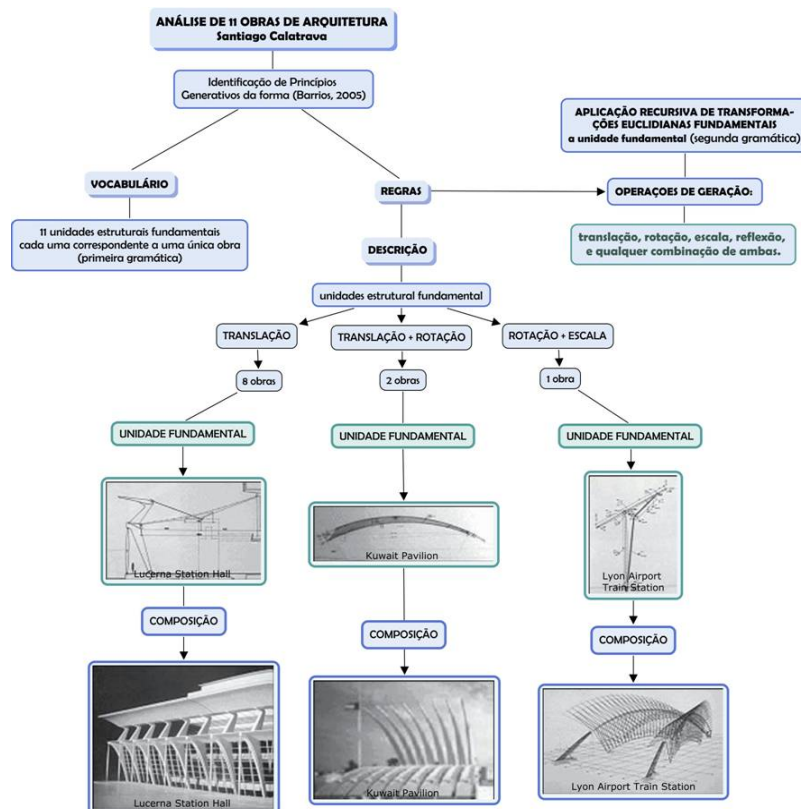 ANÁLISE DE 11 OBRAS DE ARQUITETURA
Santiago Calatrava
Identificação de Princípios
Generativos da forma (Barrios, 2005)
APLICAÇÃO RECURSIVA DE TRANSFORMA-
ÇÕES EUCLIDIANAS FUNDAMENTAIS
a unidade fundamental (segunda gramática)
VOCABULÁRIO
REGRAS
OPERAÇOES DE GERAÇÃO:
11 unidades estruturais fundamentais
cada uma correspondente a uma única obra
(primeira gramática)
translação, rotação, escala, reflexão,
e qualquer combinação de ambas.
DESCRIÇÃO
unidades estrutural fundamental
TRANSLAÇÃO
TRANSLAÇÃO + ROTAÇÃO
ROTAÇÃO + ESCALA
8 obras
2 obras
1 obra
UNIDADE FUNDAMENTAL
UNIDADE FUNDAMENTAL
UNIDADE FUNDAMENTAL
Lucerna Station Hall
Kuwait Pavilion
Lyon Airport
Train Station
COMPOSIÇÃO
COMPOSIÇÃO
COMPOSIÇÃO
Lucerna Station Hall
Kuwait Pavilion
Lyon Airport Train Station